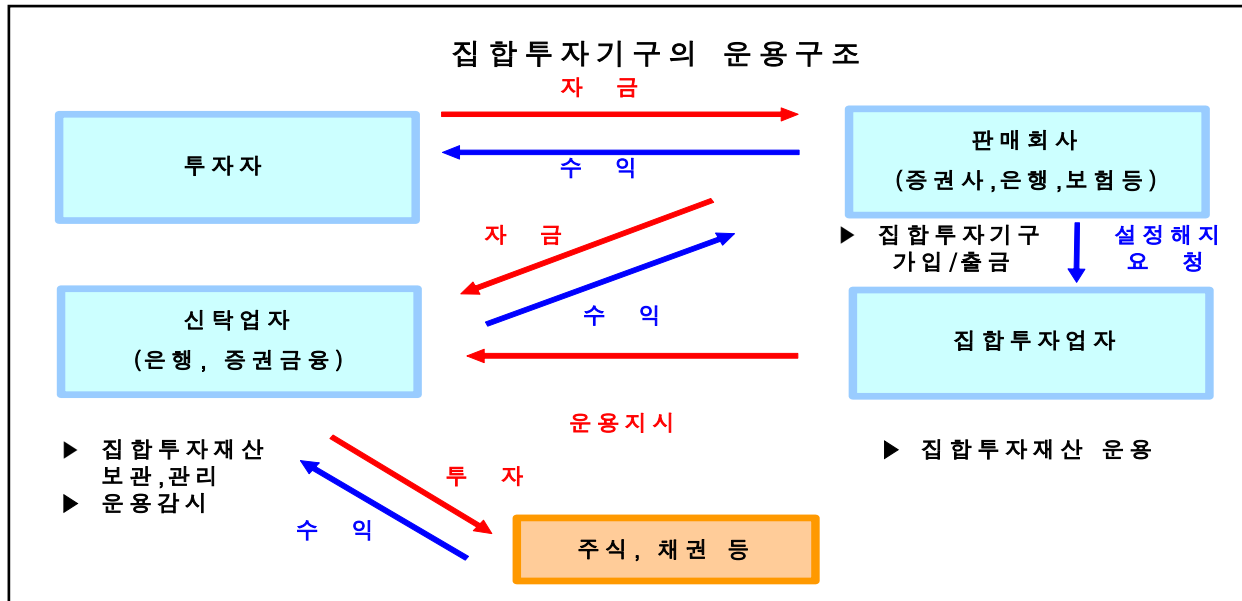 집합투자기구의 운용구조
자 금
투자자
수 익
판매회사
(증권사,은행,보험등)
자 금
▶ 집합투자기구
가입/출금
설정해지
요 청
신탁업자
(은행, 증권금융)
수 익
집합투자업자
운용지시
▶ 집합투자재산
보관,관리
▶ 운용감시
▶ 집합투자재산 운용
투 자
수 익
주식, 채권 등